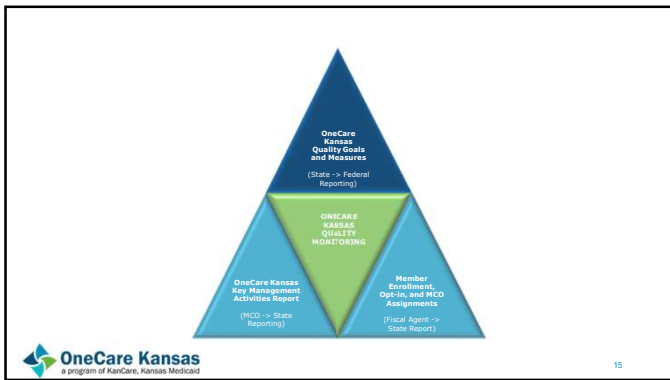 OneCare
Kansas
Quality Goals
and Measures
(State -> Federal
Reporting)
ONECARE
KANSAS
QUALITY
MONITORING
OneCare Kansas
Key Management
Activities Report
(MCO -> State
Reporting)
Member
Enrollment,
Opt-in, and MCO
Assignments
(Fiscal Agent ->
State Report)
OneCare Kansas
a program of KanCare, Kansas Medicaid
15